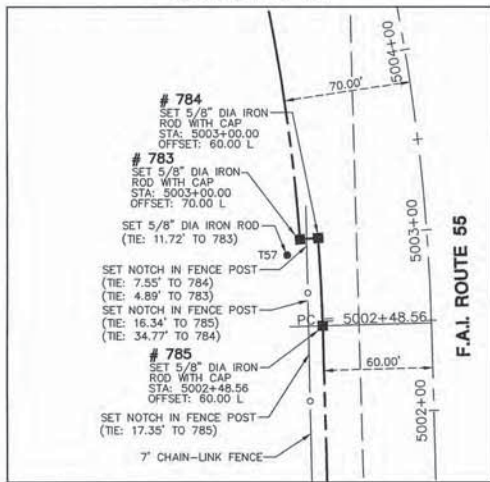 # 784
SET 5/8" DIA IRON
ROD WITH CAP
STA: 5003+00.00
OFFSET: 60.00 L
# 783
SET 5/8" DIA IRON
ROD WITH CAP
STA: 5003+00.00
OFFSET: 70.00 L
SET 5/8" DIA IRON ROD
(TIE: 11.72' TO 783)
T57
SET NOTCH IN FENCE POST
(TIE: 7.55' TO 784)
(TIE: 4.89' TO 783)
SET NOTCH IN FENCE POST
(TIE: 16.34' TO 785)
(TIE: 34.77' TO 784)
# 785
SET 5/8" DIA IRON
ROD WITH CAP
STA: 5002+48.56
OFFSET: 60.00 L
SET NOTCH IN FENCE POST
(TIE: 17.35' TO 785)
7' CHAIN-LINK FENCE
70.00'
PC = 5002+48.56
60.00'
5004+00
5003+00
5002+00
F.A.I. ROUTE 55